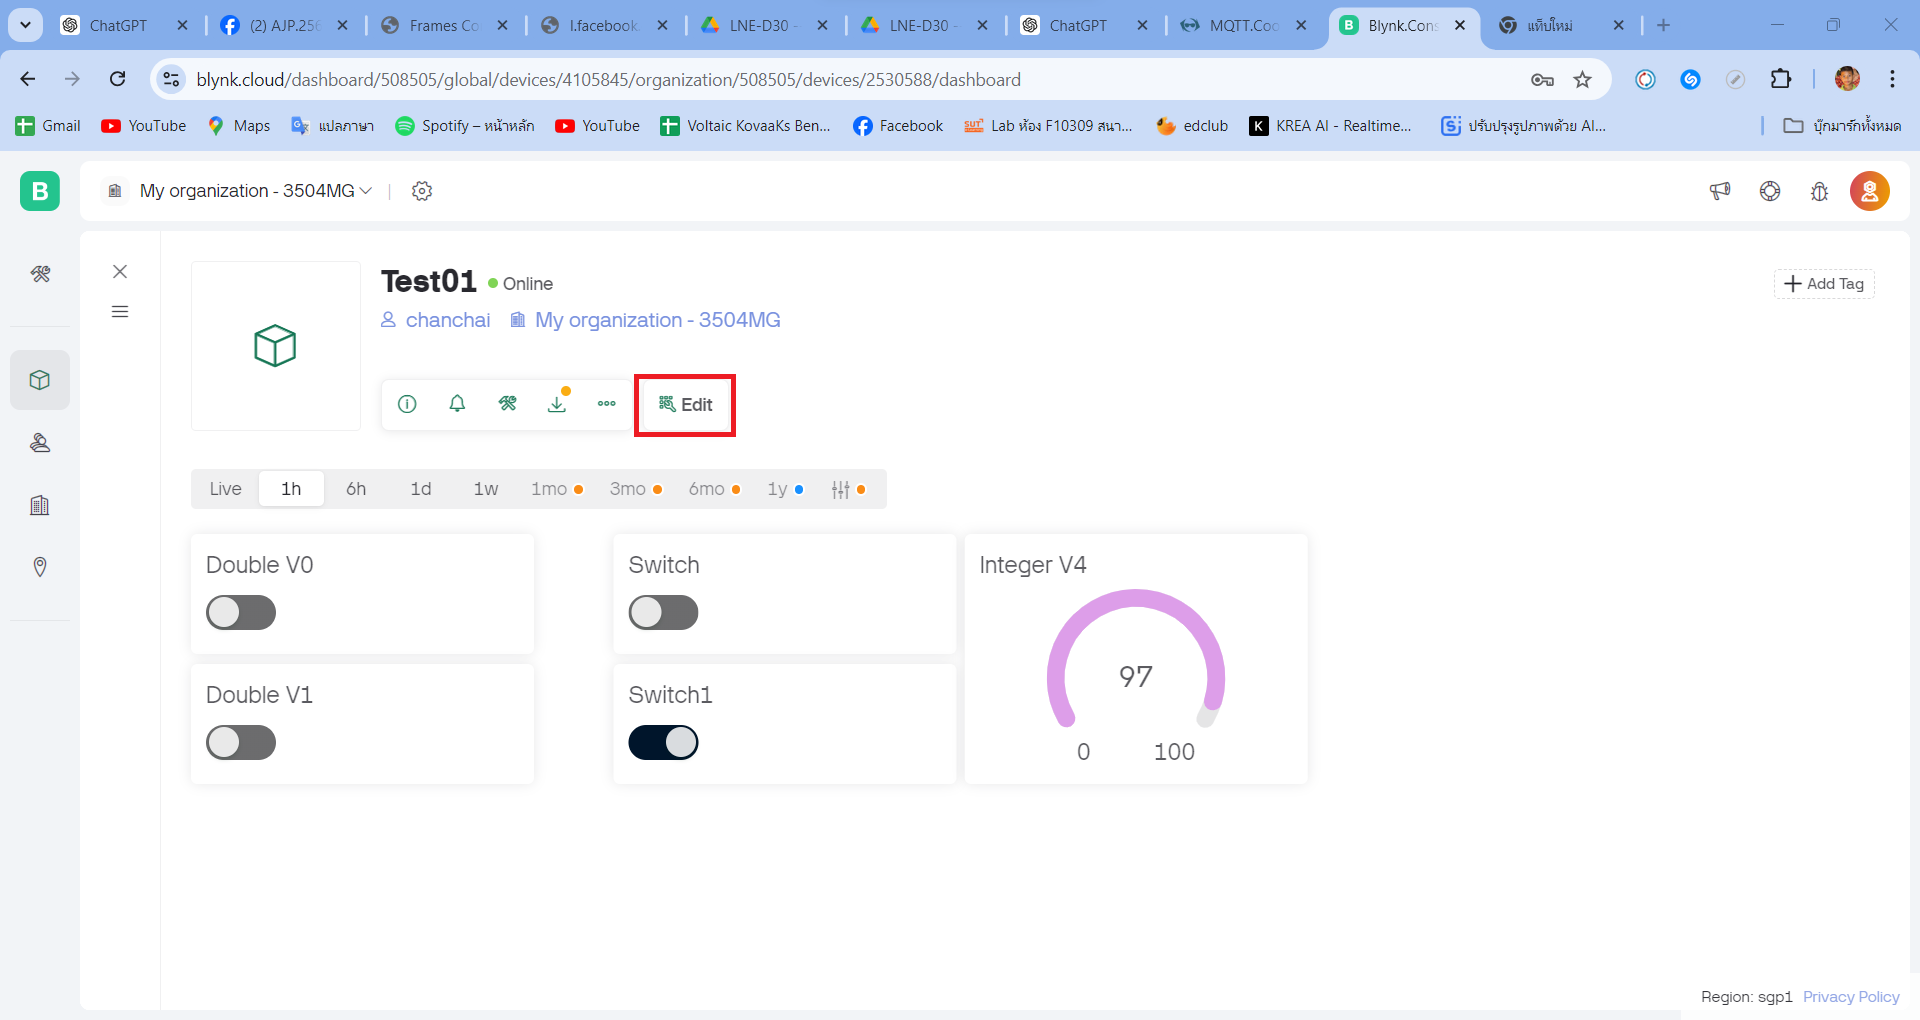 ChatGPT
(2) AJP.256
Frames Co
l.facebook.
LNE-D30 -
LNE-D30 -
ChatGPT
MQTT.Coo
B
Blynk.Cons
แท็บใหม่
blynk.cloud/dashboard/508505/global/devices/4105845/organization/508505/devices/2530588/dashboard
Gmail
YouTube
Maps
แปลภาษา
Spotify – หน้าหลัก
YouTube
Voltaic KovaaKs Ben...
Facebook
SUT
Lab ห้อง F10309 สนา...
edclub
K
KREA AI - Realtime...
ปรับปรุงรูปภาพด้วย AI...
บุ๊กมาร์กทั้งหมด
B
My organization - 3504MG
Test01
Online
Add Tag
chanchai
My organization - 3504MG
Edit
Live
1h
6h
1d
1w
1mo
3mo
6mo
1y
Double V0
Switch
Integer V4
97
0
100
Double V1
Switch1
Region: sgp1
Privacy Policy